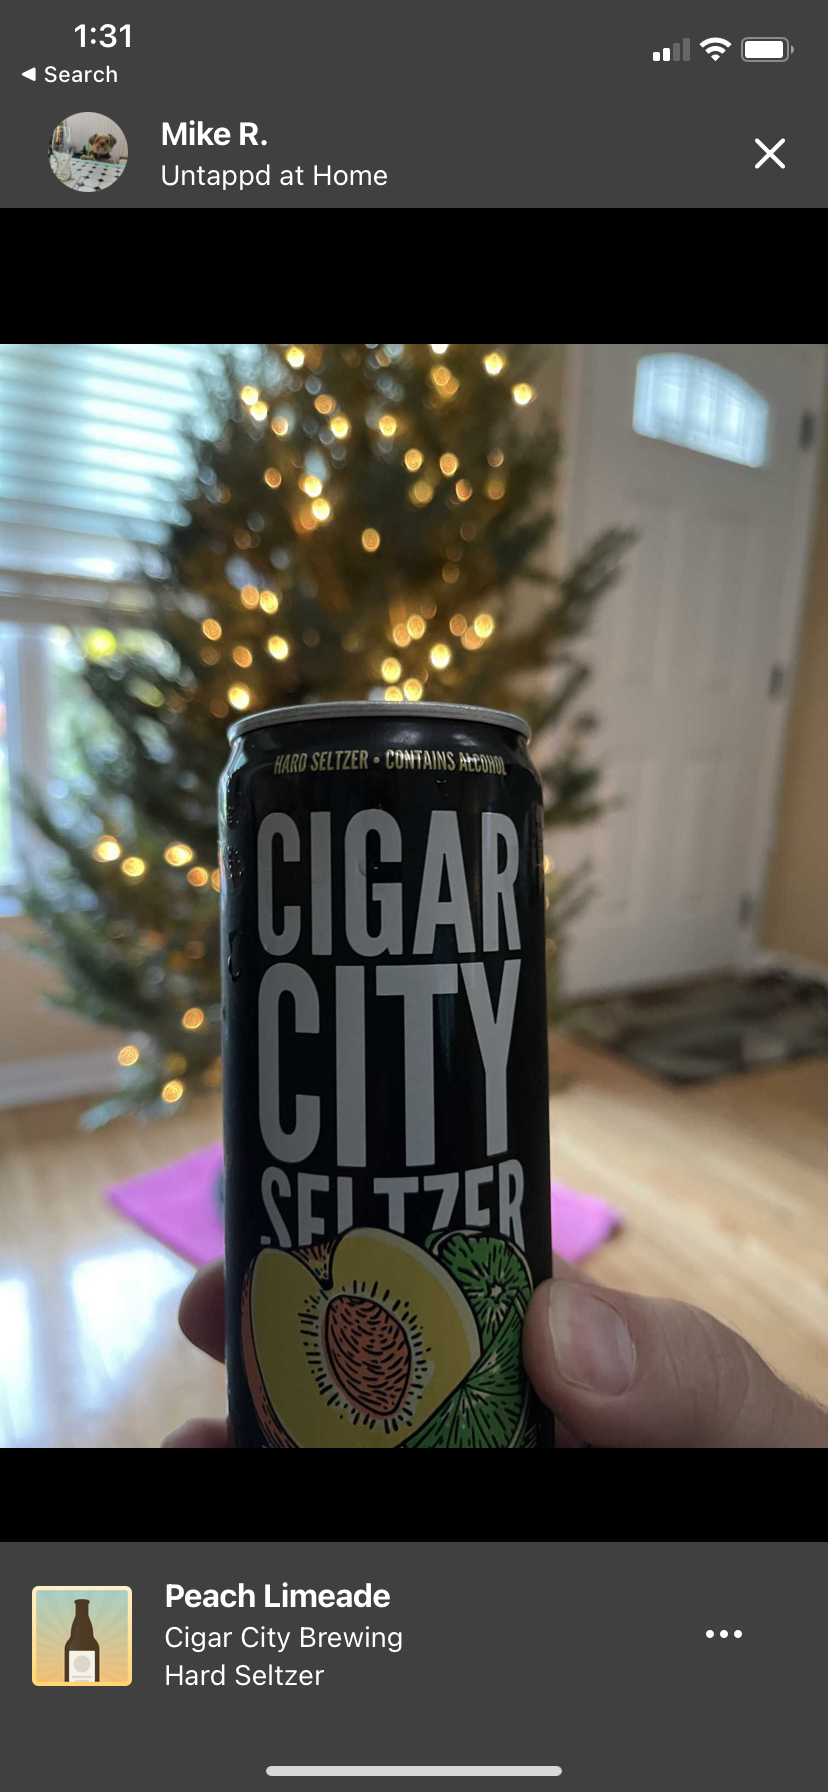 1:31
◀ Search
Mike R.
Untappd at Home
HARD SELTZER • CONTAINS ALCOHOL
CIGAR
CITY
SELTZER
Peach Limeade
Cigar City Brewing
Hard Seltzer